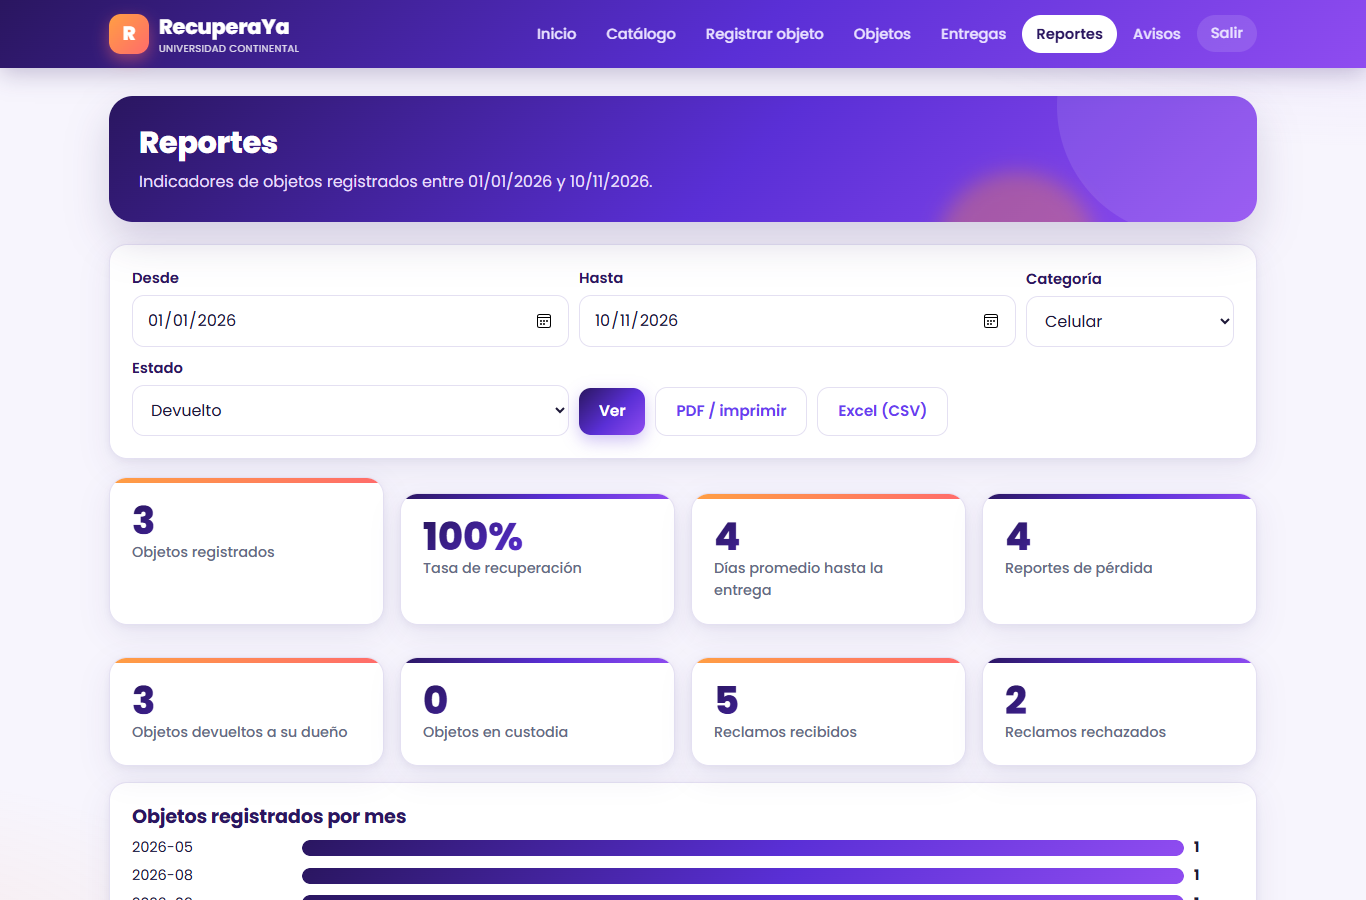 R
RecuperaYa
UNIVERSIDAD CONTINENTAL
Inicio
Catálogo
Registrar objeto
Objetos
Entregas
Reportes
Avisos
Salir
Reportes
Indicadores de objetos registrados entre 01/01/2026 y 10/11/2026.
Desde
Hasta
Categoría
01/01/2026
10/11/2026
Celular
Estado
Devuelto
Ver
PDF / imprimir
Excel (CSV)
3
Objetos registrados
100%
Tasa de recuperación
4
Días promedio hasta la
entrega
4
Reportes de pérdida
3
Objetos devueltos a su dueño
0
Objetos en custodia
5
Reclamos recibidos
2
Reclamos rechazados
Objetos registrados por mes
2026-05 1
2026-08 1